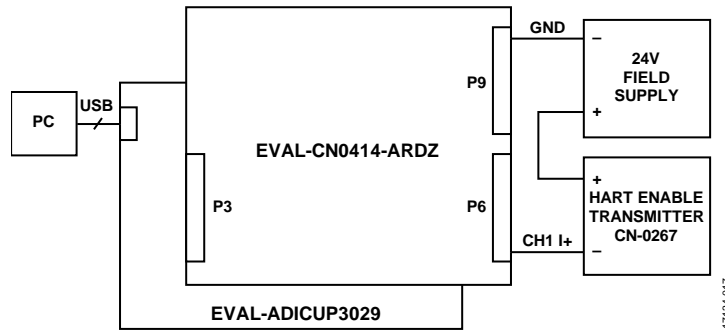 PC
USB
EVAL-CN0414-ARDZ
P3
P9
P6
GND
CH1 I+
−
24V
FIELD
SUPPLY
+
+
HART ENABLE
TRANSMITTER
CN-0267
−
EVAL-ADICUP3029